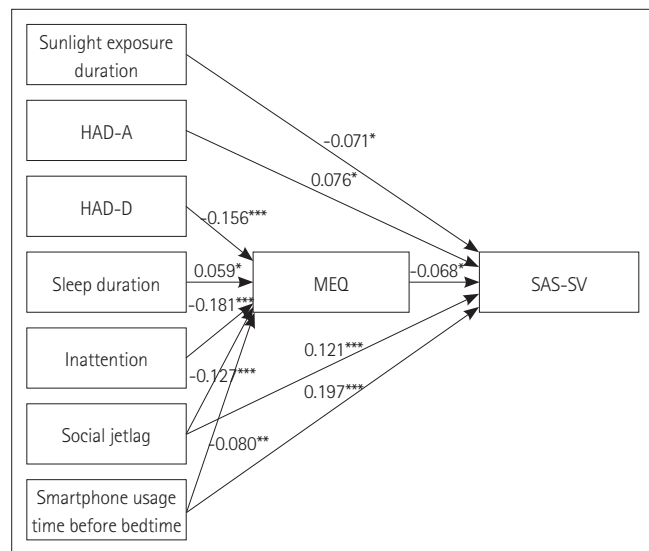 Sunlight exposure
duration
HAD-A
-0.071*
0.076*
HAD-D
-0.156***
Sleep duration
0.059*
MEQ
-0.068*
SAS-SV
-0.181***
Inattention
0.121***
-0.127***
0.197***
Social jetlag
-0.080**
Smartphone usage
time before bedtime